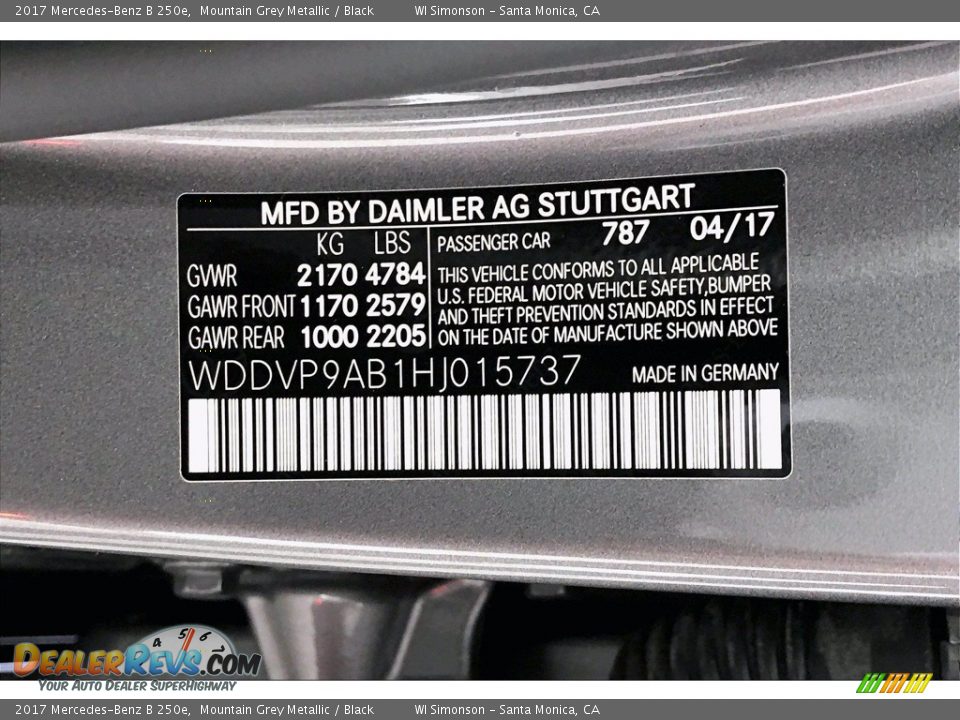 2017 Mercedes-Benz B 250e, Mountain Grey Metallic / Black WI Simonson - Santa Monica, CA
MFD BY DAIMLER AG STUTTGART
KG LBS
GVWR 2170 4784
GAWR FRONT 1170 2579
GAWR REAR 1000 2205
PASSENGER CAR 787 04/17
THIS VEHICLE CONFORMS TO ALL APPLICABLE
U.S. FEDERAL MOTOR VEHICLE SAFETY,BUMPER
AND THEFT PREVENTION STANDARDS IN EFFECT
ON THE DATE OF MANUFACTURE SHOWN ABOVE
WDDVP9AB1HJ015737 MADE IN GERMANY
4 5 6
DEALERREVS.COM
YOUR AUTO DEALER SUPERHIGHWAY
2017 Mercedes-Benz B 250e, Mountain Grey Metallic / Black WI Simonson - Santa Monica, CA